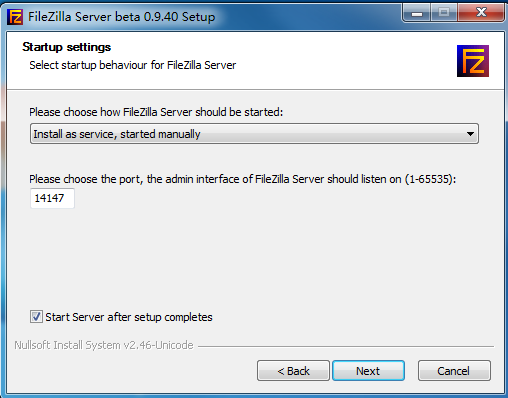 FileZilla Server beta 0.9.40 Setup
Startup settings
Select startup behaviour for FileZilla Server
Please choose how FileZilla Server should be started:
Install as service, started manually
Please choose the port, the admin interface of FileZilla Server should listen on (1-65535):
14147
Start Server after setup completes
Nullsoft Install System v2.46-Unicode
< Back Next Cancel